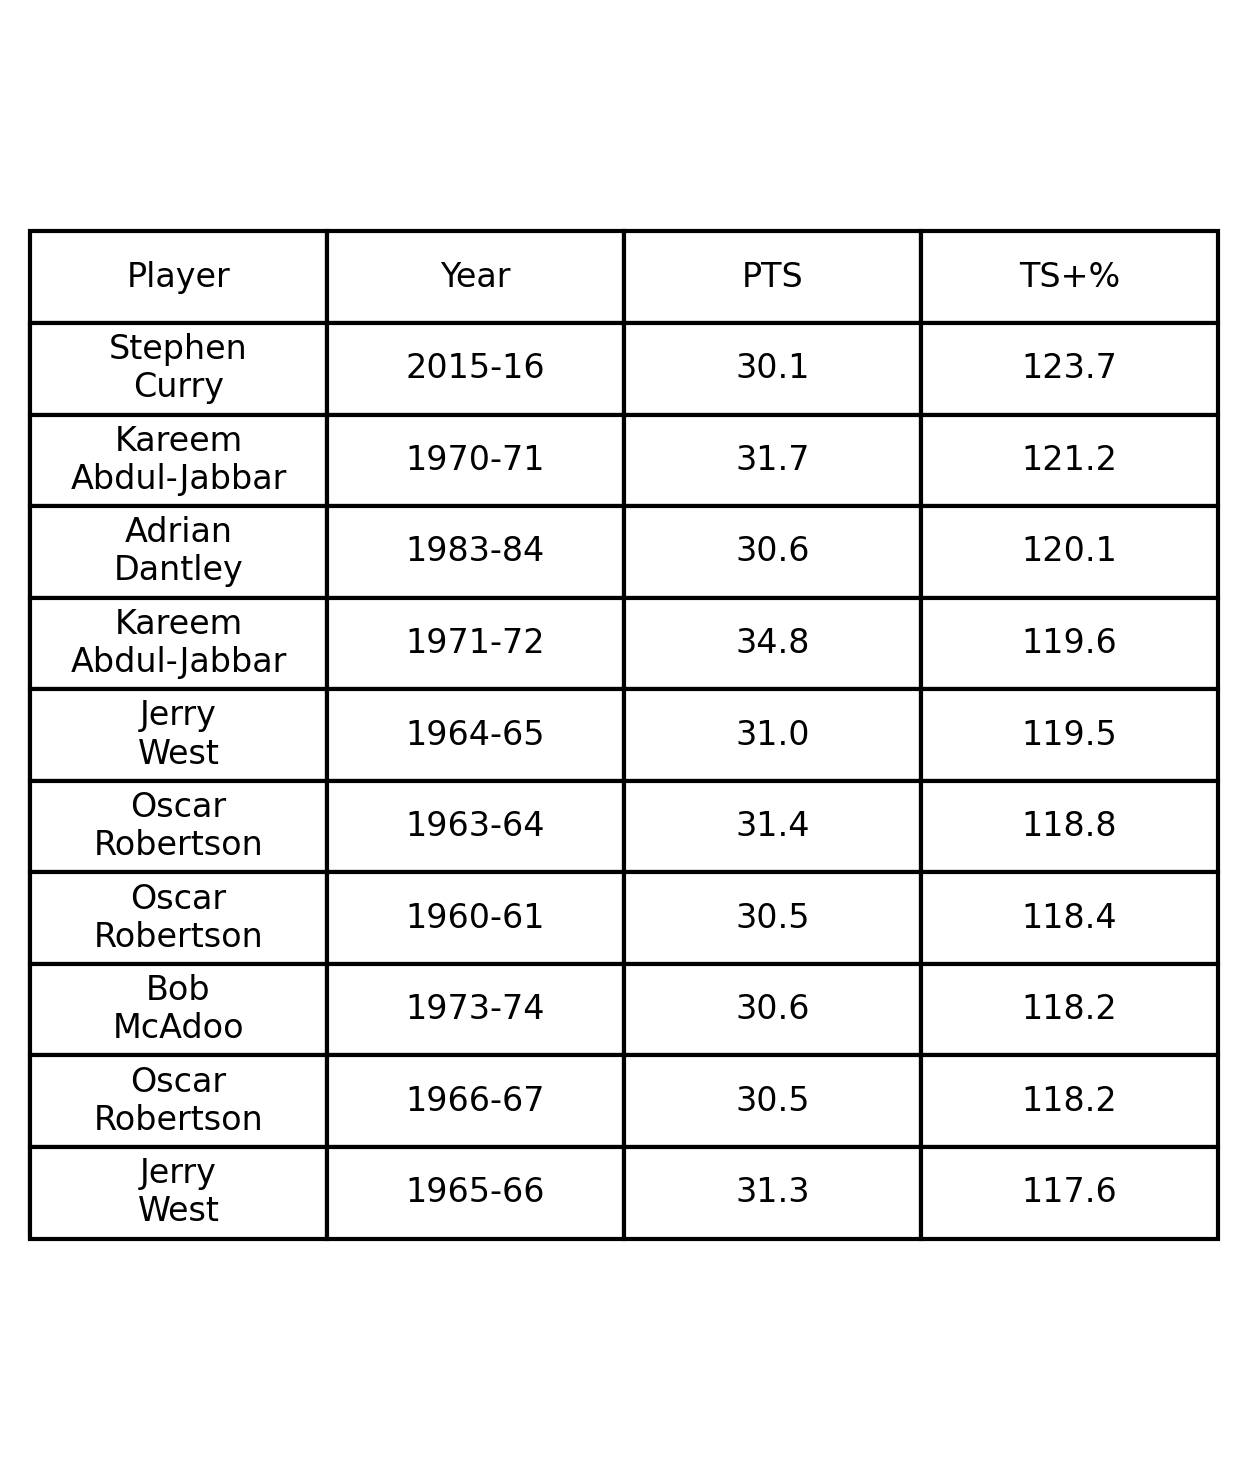 Player Year PTS TS+%
Stephen
Curry 2015-16 30.1 123.7
Kareem
Abdul-Jabbar 1970-71 31.7 121.2
Adrian
Dantley 1983-84 30.6 120.1
Kareem
Abdul-Jabbar 1971-72 34.8 119.6
Jerry
West 1964-65 31.0 119.5
Oscar
Robertson 1963-64 31.4 118.8
Oscar
Robertson 1960-61 30.5 118.4
Bob
McAdoo 1973-74 30.6 118.2
Oscar
Robertson 1966-67 30.5 118.2
Jerry
West 1965-66 31.3 117.6